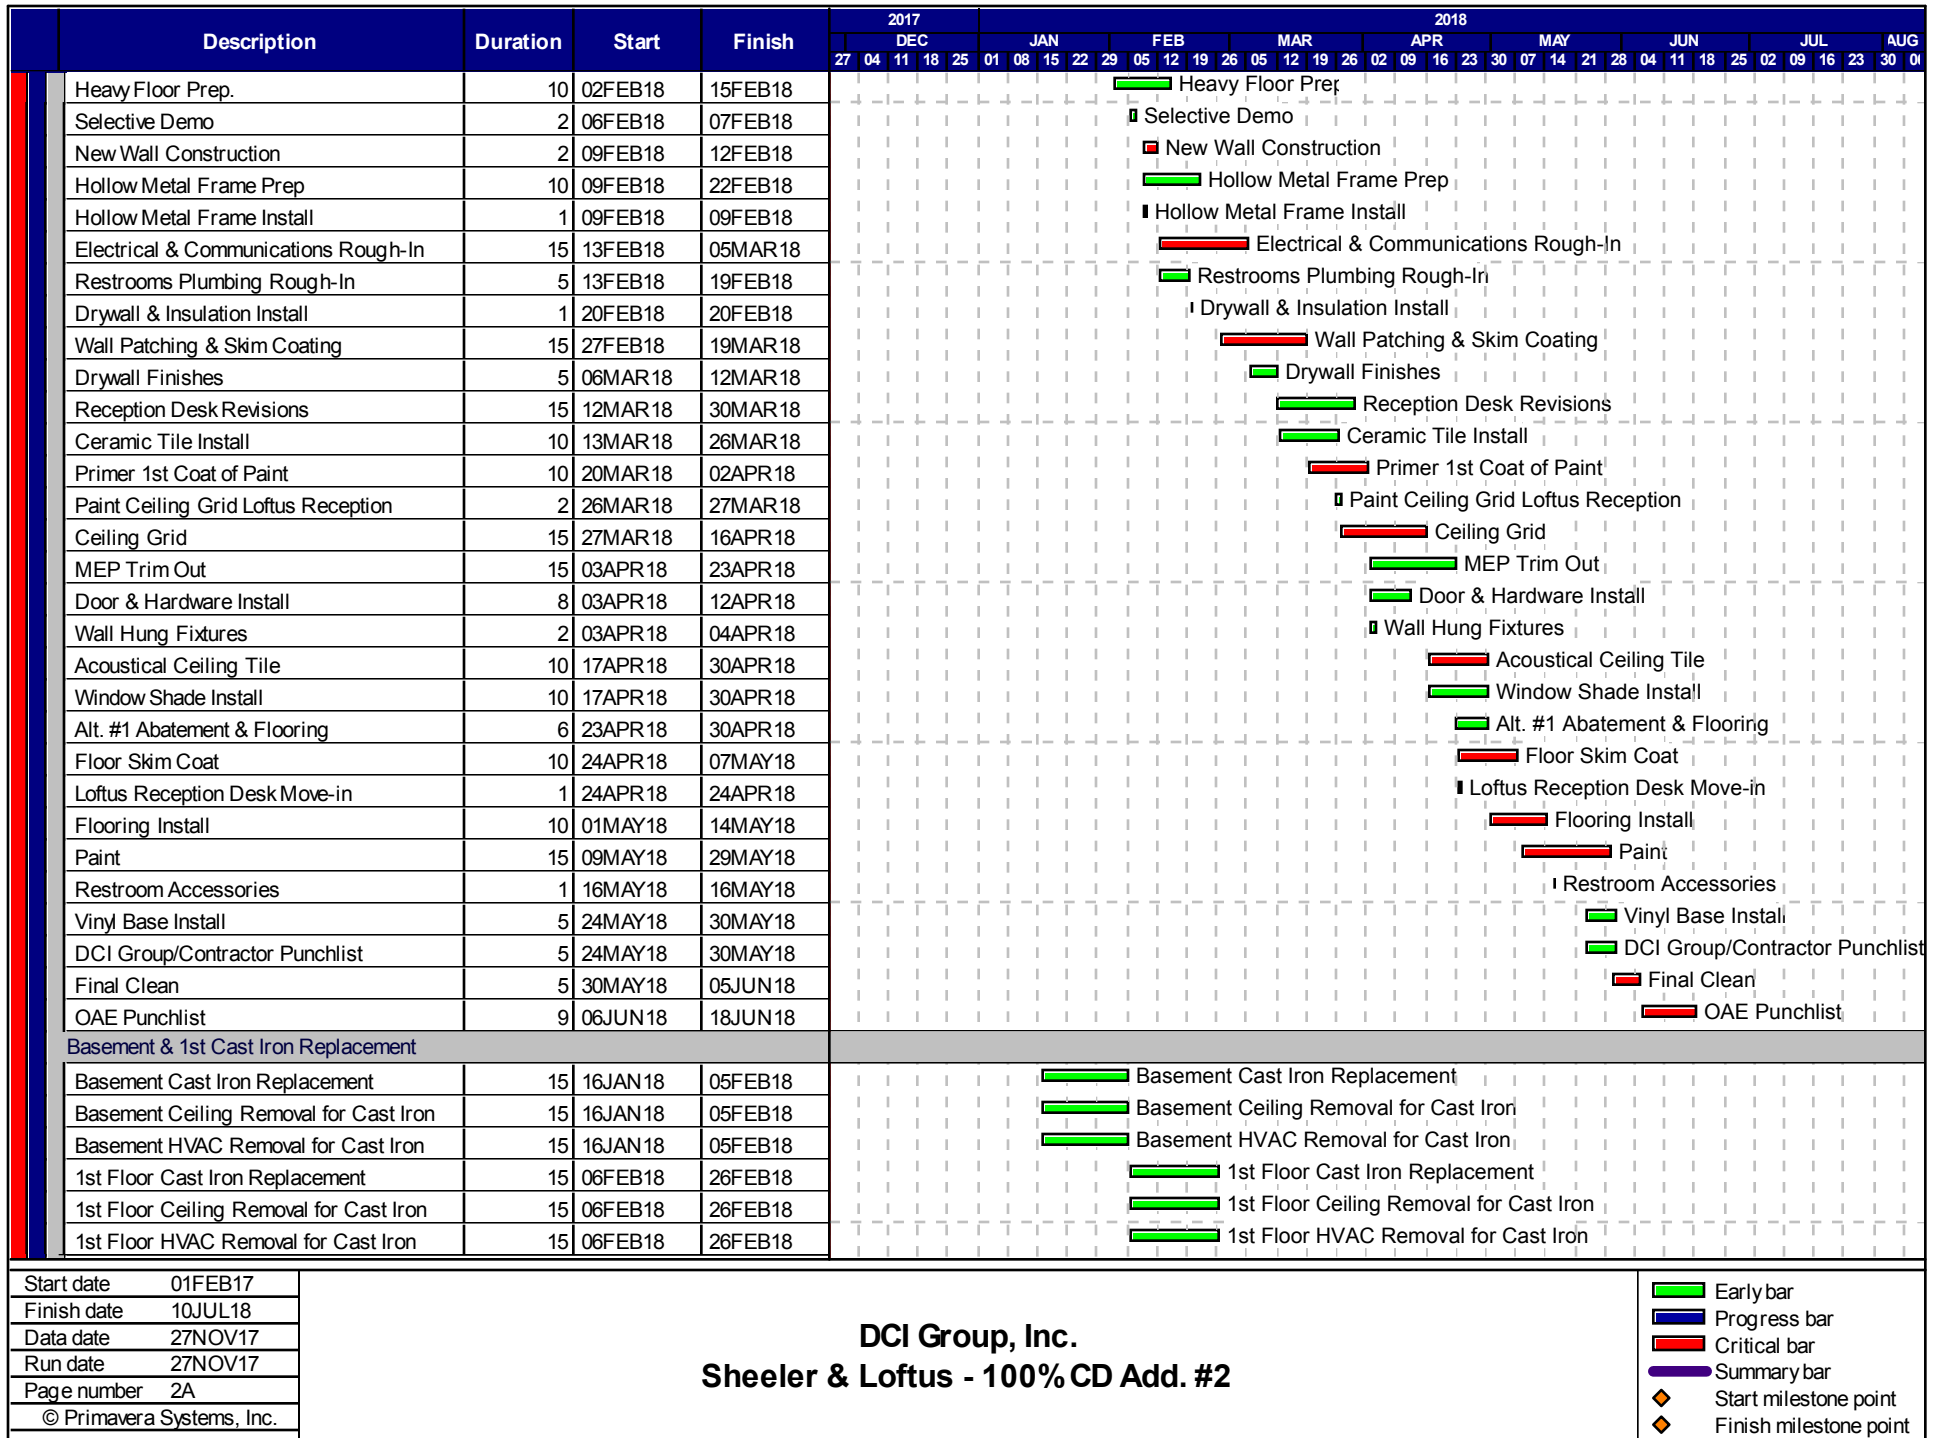 2017 2018
Description Duration Start Finish DEC JAN FEB MAR APR MAY JUN JUL AUG
27 04 11 18 25 01 08 15 22 29 05 12 19 26 05 12 19 26 02 09 16 23 30 07 14 21 28 04 11 18 25 02 09 16 23 30
Heavy Floor Prep. 10 02FEB18 15FEB18 Heavy Floor Prep
Selective Demo 2 06FEB18 07FEB18 Selective Demo
New Wall Construction 2 09FEB18 12FEB18 New Wall Construction
Hollow Metal Frame Prep 10 09FEB18 22FEB18 Hollow Metal Frame Prep
Hollow Metal Frame Install 1 09FEB18 09FEB18 Hollow Metal Frame Install
Electrical & Communications Rough-In 15 13FEB18 05MAR18 Electrical & Communications Rough-In
Restrooms Plumbing Rough-In 5 13FEB18 19FEB18 Restrooms Plumbing Rough-In
Drywall & Insulation Install 1 20FEB18 20FEB18 Drywall & Insulation Install
Wall Patching & Skim Coating 15 27FEB18 19MAR18 Wall Patching & Skim Coating
Drywall Finishes 5 06MAR18 12MAR18 Drywall Finishes
Reception Desk Revisions 15 12MAR18 30MAR18 Reception Desk Revisions
Ceramic Tile Install 10 13MAR18 26MAR18 Ceramic Tile Install
Primer 1st Coat of Paint 10 20MAR18 02APR18 Primer 1st Coat of Paint
Paint Ceiling Grid Loftus Reception 2 26MAR18 27MAR18 Paint Ceiling Grid Loftus Reception
Ceiling Grid 15 27MAR18 16APR18 Ceiling Grid
MEP Trim Out 15 03APR18 23APR18 MEP Trim Out
Door & Hardware Install 8 03APR18 12APR18 Door & Hardware Install
Wall Hung Fixtures 2 03APR18 04APR18 Wall Hung Fixtures
Acoustical Ceiling Tile 10 17APR18 30APR18 Acoustical Ceiling Tile
Window Shade Install 10 17APR18 30APR18 Window Shade Install
Alt. #1 Abatement & Flooring 6 23APR18 30APR18 Alt. #1 Abatement & Flooring
Floor Skim Coat 10 24APR18 07MAY18 Floor Skim Coat
Loftus Reception Desk Move-in 1 24APR18 24APR18 Loftus Reception Desk Move-in
Flooring Install 10 01MAY18 14MAY18 Flooring Install
Paint 15 09MAY18 29MAY18 Paint
Restroom Accessories 1 16MAY18 16MAY18 Restroom Accessories
Vinyl Base Install 5 24MAY18 30MAY18 Vinyl Base Install
DCI Group/Contractor Punchlist 5 24MAY18 30MAY18 DCI Group/Contractor Punchlist
Final Clean 5 30MAY18 05JUN18 Final Clean
OAE Punchlist 9 06JUN18 18JUN18 OAE Punchlist
Basement & 1st Cast Iron Replacement
Basement Cast Iron Replacement 15 16JAN18 05FEB18 Basement Cast Iron Replacement
Basement Ceiling Removal for Cast Iron 15 16JAN18 05FEB18 Basement Ceiling Removal for Cast Iron
Basement HVAC Removal for Cast Iron 15 16JAN18 05FEB18 Basement HVAC Removal for Cast Iron
1st Floor Cast Iron Replacement 15 06FEB18 26FEB18 1st Floor Cast Iron Replacement
1st Floor Ceiling Removal for Cast Iron 15 06FEB18 26FEB18 1st Floor Ceiling Removal for Cast Iron
1st Floor HVAC Removal for Cast Iron 15 06FEB18 26FEB18 1st Floor HVAC Removal for Cast Iron
Start date 01FEB17
Finish date 10JUL18
Data date 27NOV17
Run date 27NOV17
Page number 2A
© Primavera Systems, Inc.
DCI Group, Inc.
Sheeler & Loftus - 100% CD Add. #2
Early bar
Progress bar
Critical bar
Summary bar
Start milestone point
Finish milestone point